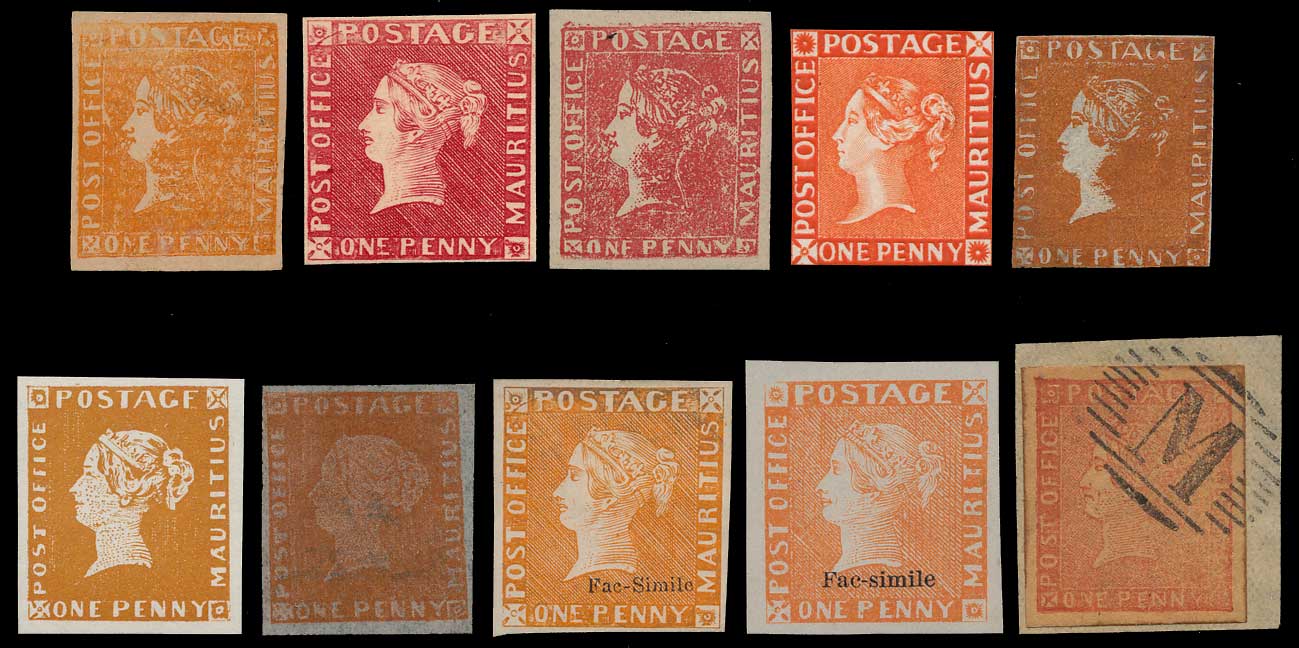 POSTAGE
POST OFFICE
MAURITIUS
ONE PENNY
POSTAGE
POST OFFICE
MAURITIUS
ONE PENNY
POSTAGE
POST OFFICE
MAURITIUS
ONE PENNY
POSTAGE
POST OFFICE
MAURITIUS
ONE PENNY
POSTAGE
POST OFFICE
MAURITIUS
ONE PENNY
POSTAGE
POST OFFICE
MAURITIUS
ONE PENNY
POSTAGE
POST OFFICE
MAURITIUS
ONE PENNY
POSTAGE
POST OFFICE
MAURITIUS
Fac-Simile
ONE PENNY
POSTAGE
POST OFFICE
MAURITIUS
Fac-simile
ONE PENNY
POSTAGE
POST OFFICE
M
ONE PENNY